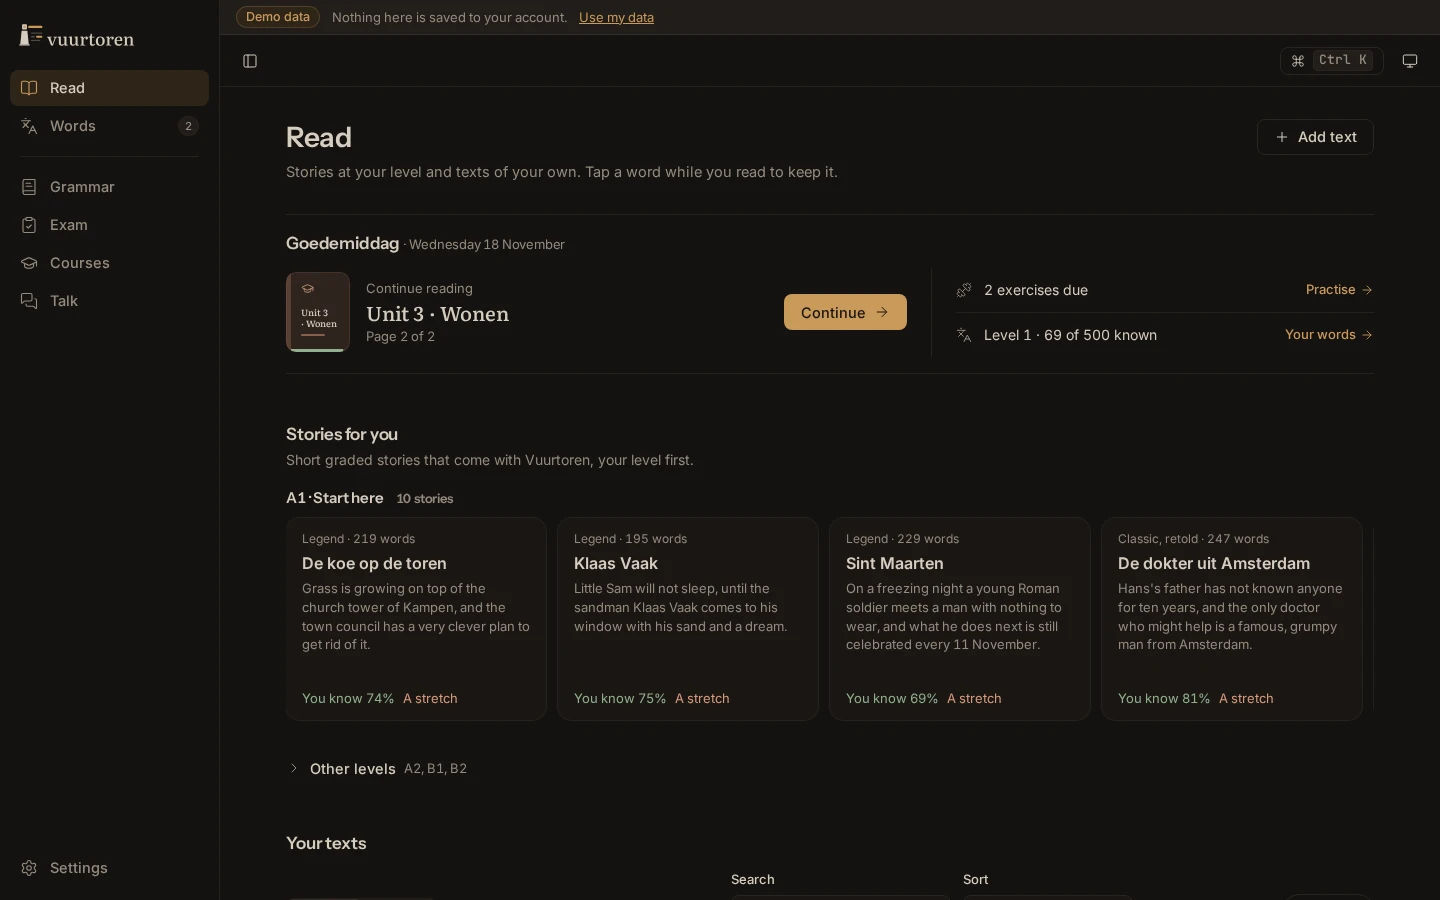 vuurtoren
Demo data Nothing here is saved to your account. Use my data
Ctrl K
Read
Words 2
Grammar
Exam
Courses
Talk
Settings
Read
Add text
Stories at your level and texts of your own. Tap a word while you read to keep it.
Goedemiddag · Wednesday 18 November
Unit 3
· Wonen
Continue reading
Unit 3 · Wonen
Page 2 of 2
Continue
2 exercises due Practise
Level 1 · 69 of 500 known Your words
Stories for you
Short graded stories that come with Vuurtoren, your level first.
A1 · Start here 10 stories
Legend · 219 words
De koe op de toren
Grass is growing on top of the
church tower of Kampen, and the
town council has a very clever plan to
get rid of it.
You know 74% A stretch
Legend · 195 words
Klaas Vaak
Little Sam will not sleep, until the
sandman Klaas Vaak comes to his
window with his sand and a dream.
You know 75% A stretch
Legend · 229 words
Sint Maarten
On a freezing night a young Roman
soldier meets a man with nothing to
wear, and what he does next is still
celebrated every 11 November.
You know 69% A stretch
Classic, retold · 247 words
De dokter uit Amsterdam
Hans's father has not known anyone
for ten years, and the only doctor
who might help is a famous, grumpy
man from Amsterdam.
You know 81% A stretch
Other levels A2, B1, B2
Your texts
Search Sort